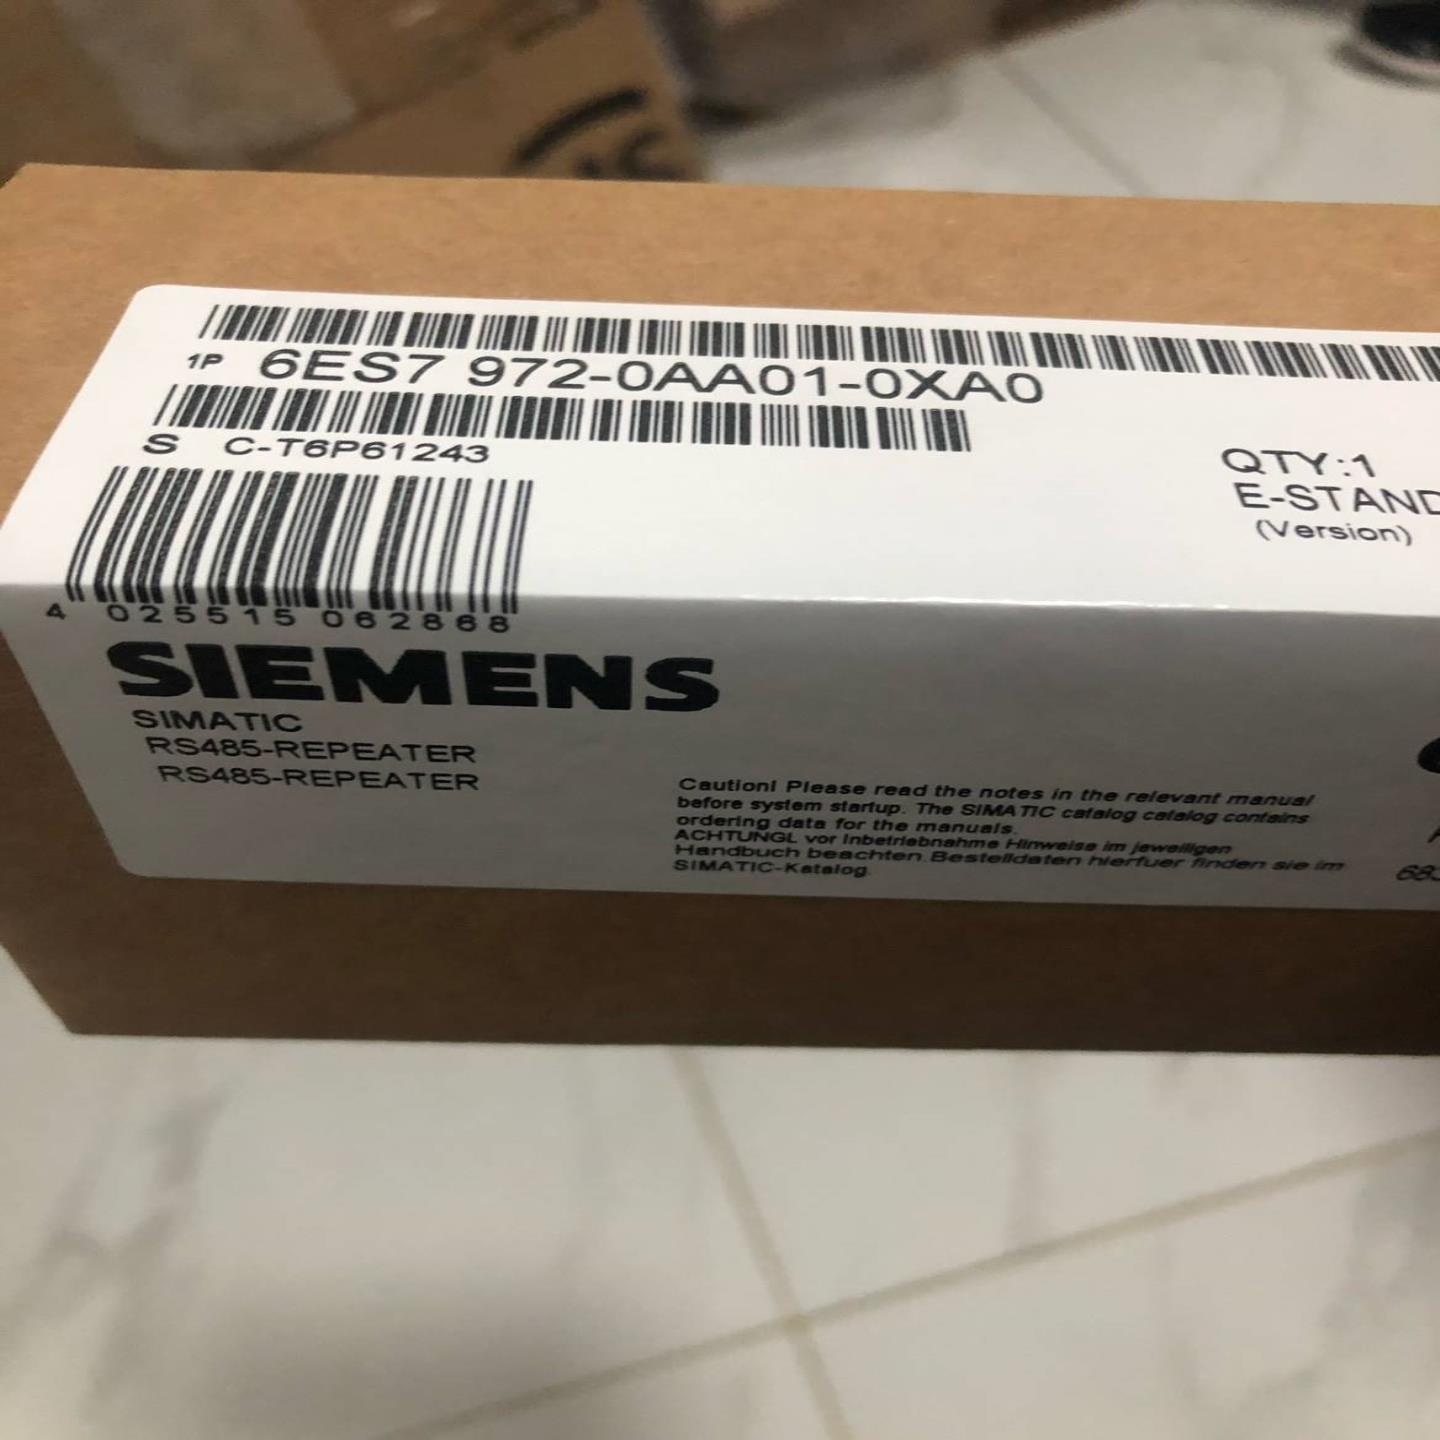 1P 6ES7 972-0AA01-0XA0
S C-T6P61243
QTY:1
E-STAND
(Version)
4 025515 062868
SIEMENS
SIMATIC
RS485-REPEATER
RS485-REPEATER
Caution! Please read the notes in the relevant manual
before system startup. The SIMATIC catalog catalog contains
ordering data for the manuals.
ACHTUNGL vor Inbetriebnahme Hinweise im jeweiligen
Handbuch beachten.Bestelldaten hierfuer finden sie im
SIMATIC-Katalog